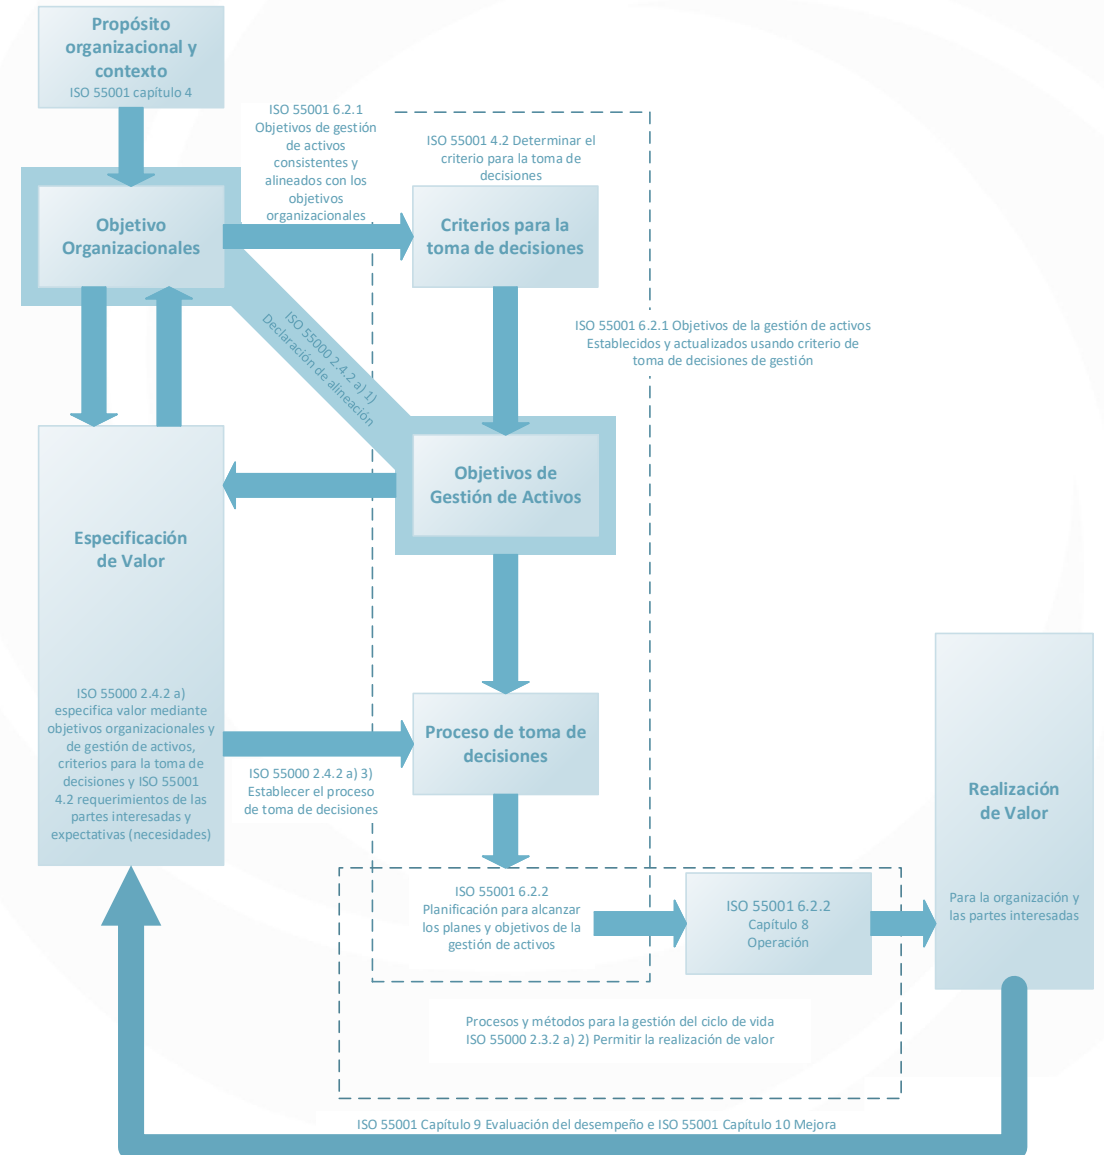 Propósito
organizacional y
contexto
ISO 55001 capítulo 4
ISO 55001 6.2.1
Objetivos de gestión
de activos
consistentes y
alineados con los
objetivos
organizacionales
ISO 55001 4.2 Determinar el
criterio para la toma de
decisiones
Objetivo
Organizacionales
Criterios para la
toma de decisiones
ISO 55000 2.4.2 a) 1)
Declaración de alineación
ISO 55001 6.2.1 Objetivos de la gestión de activos
Establecidos y actualizados usando criterio de
toma de decisiones de gestión
Objetivos de
Gestión de Activos
Especificación
de Valor
ISO 55000 2.4.2 a)
especifica valor mediante
objetivos organizacionales y
de gestión de activos,
criterios para la toma de
decisiones y ISO 55001
4.2 requerimientos de las
partes interesadas y
expectativas (necesidades)
Proceso de toma de
decisiones
ISO 55000 2.4.2 a) 3)
Establecer el proceso
de toma de decisiones
Realización
de Valor
Para la organización y
las partes interesadas
ISO 55001 6.2.2
Planificación para alcanzar
los planes y objetivos de la
gestión de activos
ISO 55001 6.2.2
Capítulo 8
Operación
Procesos y métodos para la gestión del ciclo de vida
ISO 55000 2.3.2 a) 2) Permitir la realización de valor
ISO 55001 Capítulo 9 Evaluación del desempeño e ISO 55001 Capítulo 10 Mejora